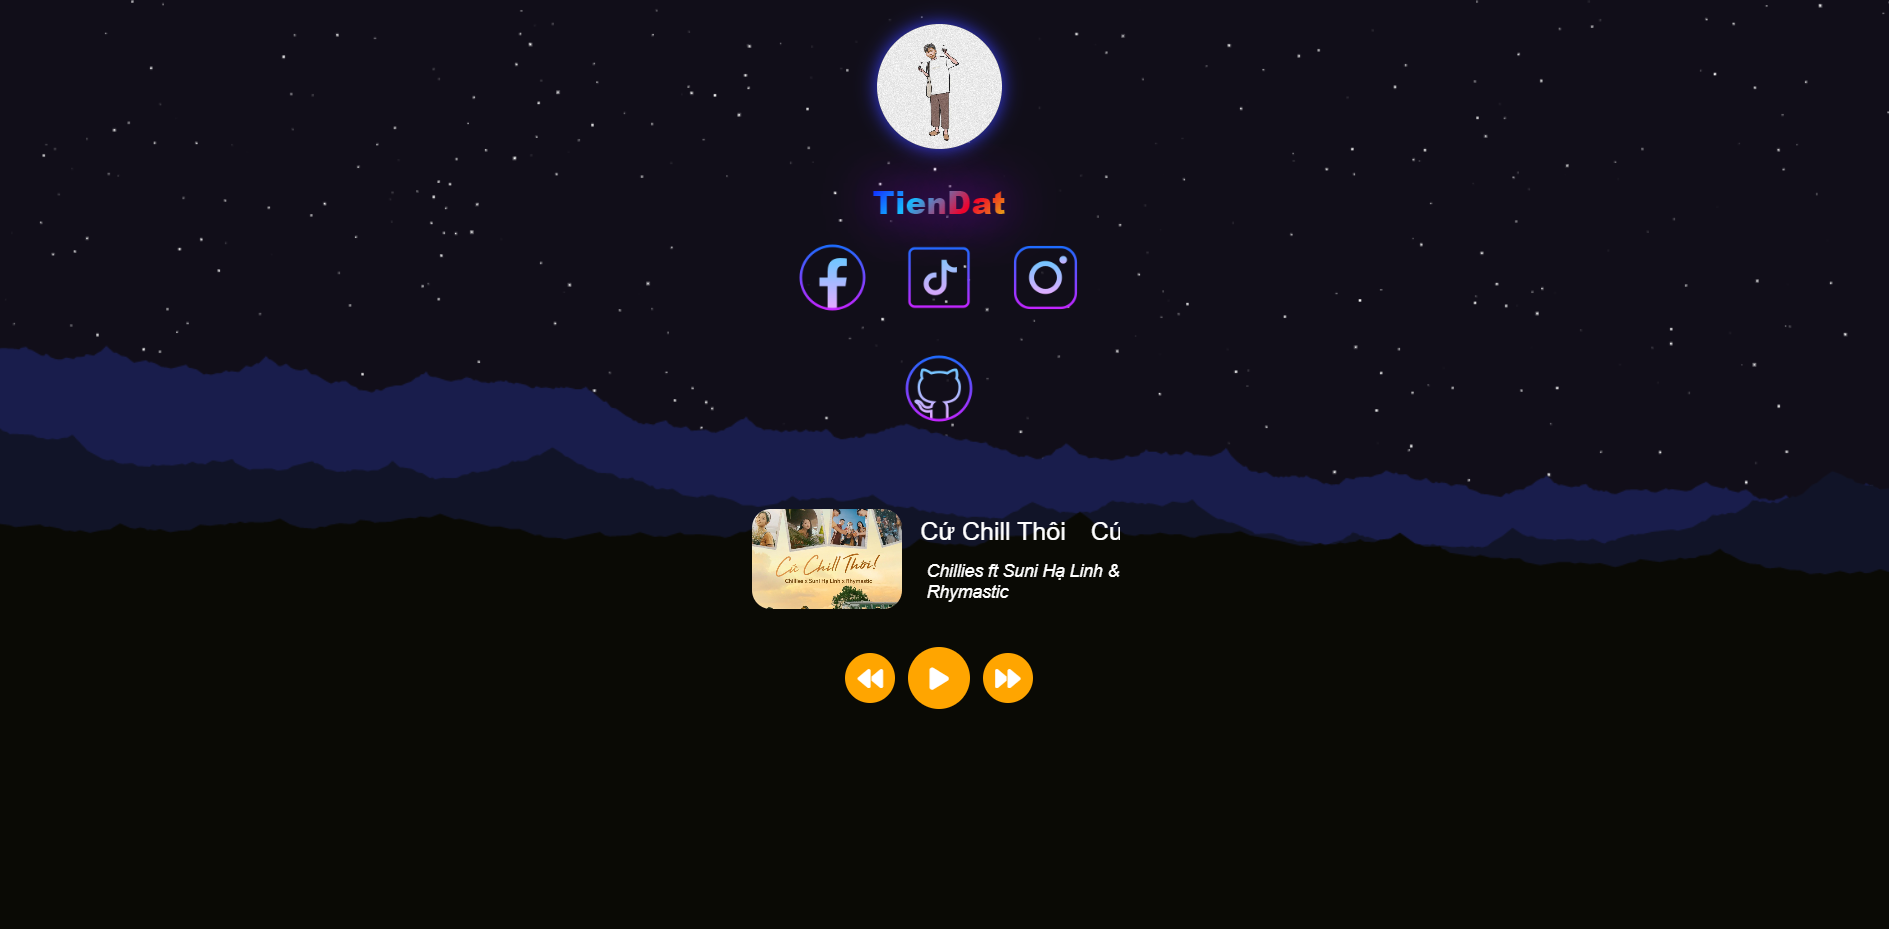 TienDat
Cứ Chill Thôi Cứ
Cứ Chill Thôi!
Chillies x Suni Hạ Linh x Rhymastic
Chillies ft Suni Hạ Linh &
Rhymastic